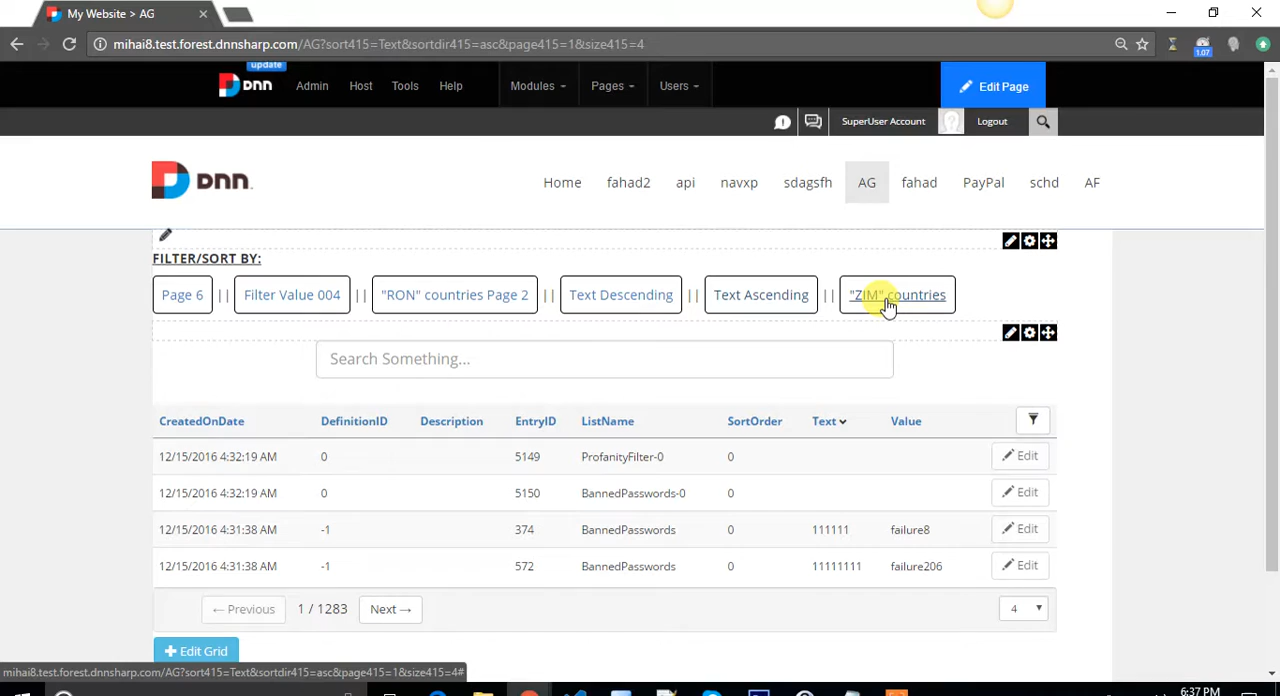 My Website > AG
mihai8.test.forest.dnnsharp.com/AG?sort415=Text&sortdir415=asc&page415=1&size415=4
1.07
update
DNN Admin Host Tools Help Modules Pages Users Edit Page
SuperUser Account Logout
DNN. Home fahad2 api navxp sdagsfh AG fahad PayPal schd AF
FILTER/SORT BY:
Page 6 || Filter Value 004 || "RON" countries Page 2 || Text Descending || Text Ascending || "ZIM" countries
Search Something...
CreatedOnDate DefinitionID Description EntryID ListName SortOrder Text Value
12/15/2016 4:32:19 AM 0 5149 ProfanityFilter-0 0 Edit
12/15/2016 4:32:19 AM 0 5150 BannedPasswords-0 0 Edit
12/15/2016 4:31:38 AM -1 374 BannedPasswords 0 111111 failure8 Edit
12/15/2016 4:31:38 AM -1 572 BannedPasswords 0 11111111 failure206 Edit
← Previous 1 / 1283 Next → 4
+ Edit Grid
mihai8.test.forest.dnnsharp.com/AG?sort415=Text&sortdir415=asc&page415=1&size415=4#
6:37 PM